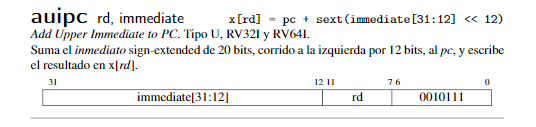 auipc rd, immediate x[rd] = pc + sext(immediate[31:12] << 12)
Add Upper Immediate to PC. Tipo U, RV32I y RV64I.
Suma el inmediato sign-extended de 20 bits, corrido a la izquierda por 12 bits, al pc, y escribe
el resultado en x[rd].
31 12 11 7 6 0
immediate[31:12] rd 0010111